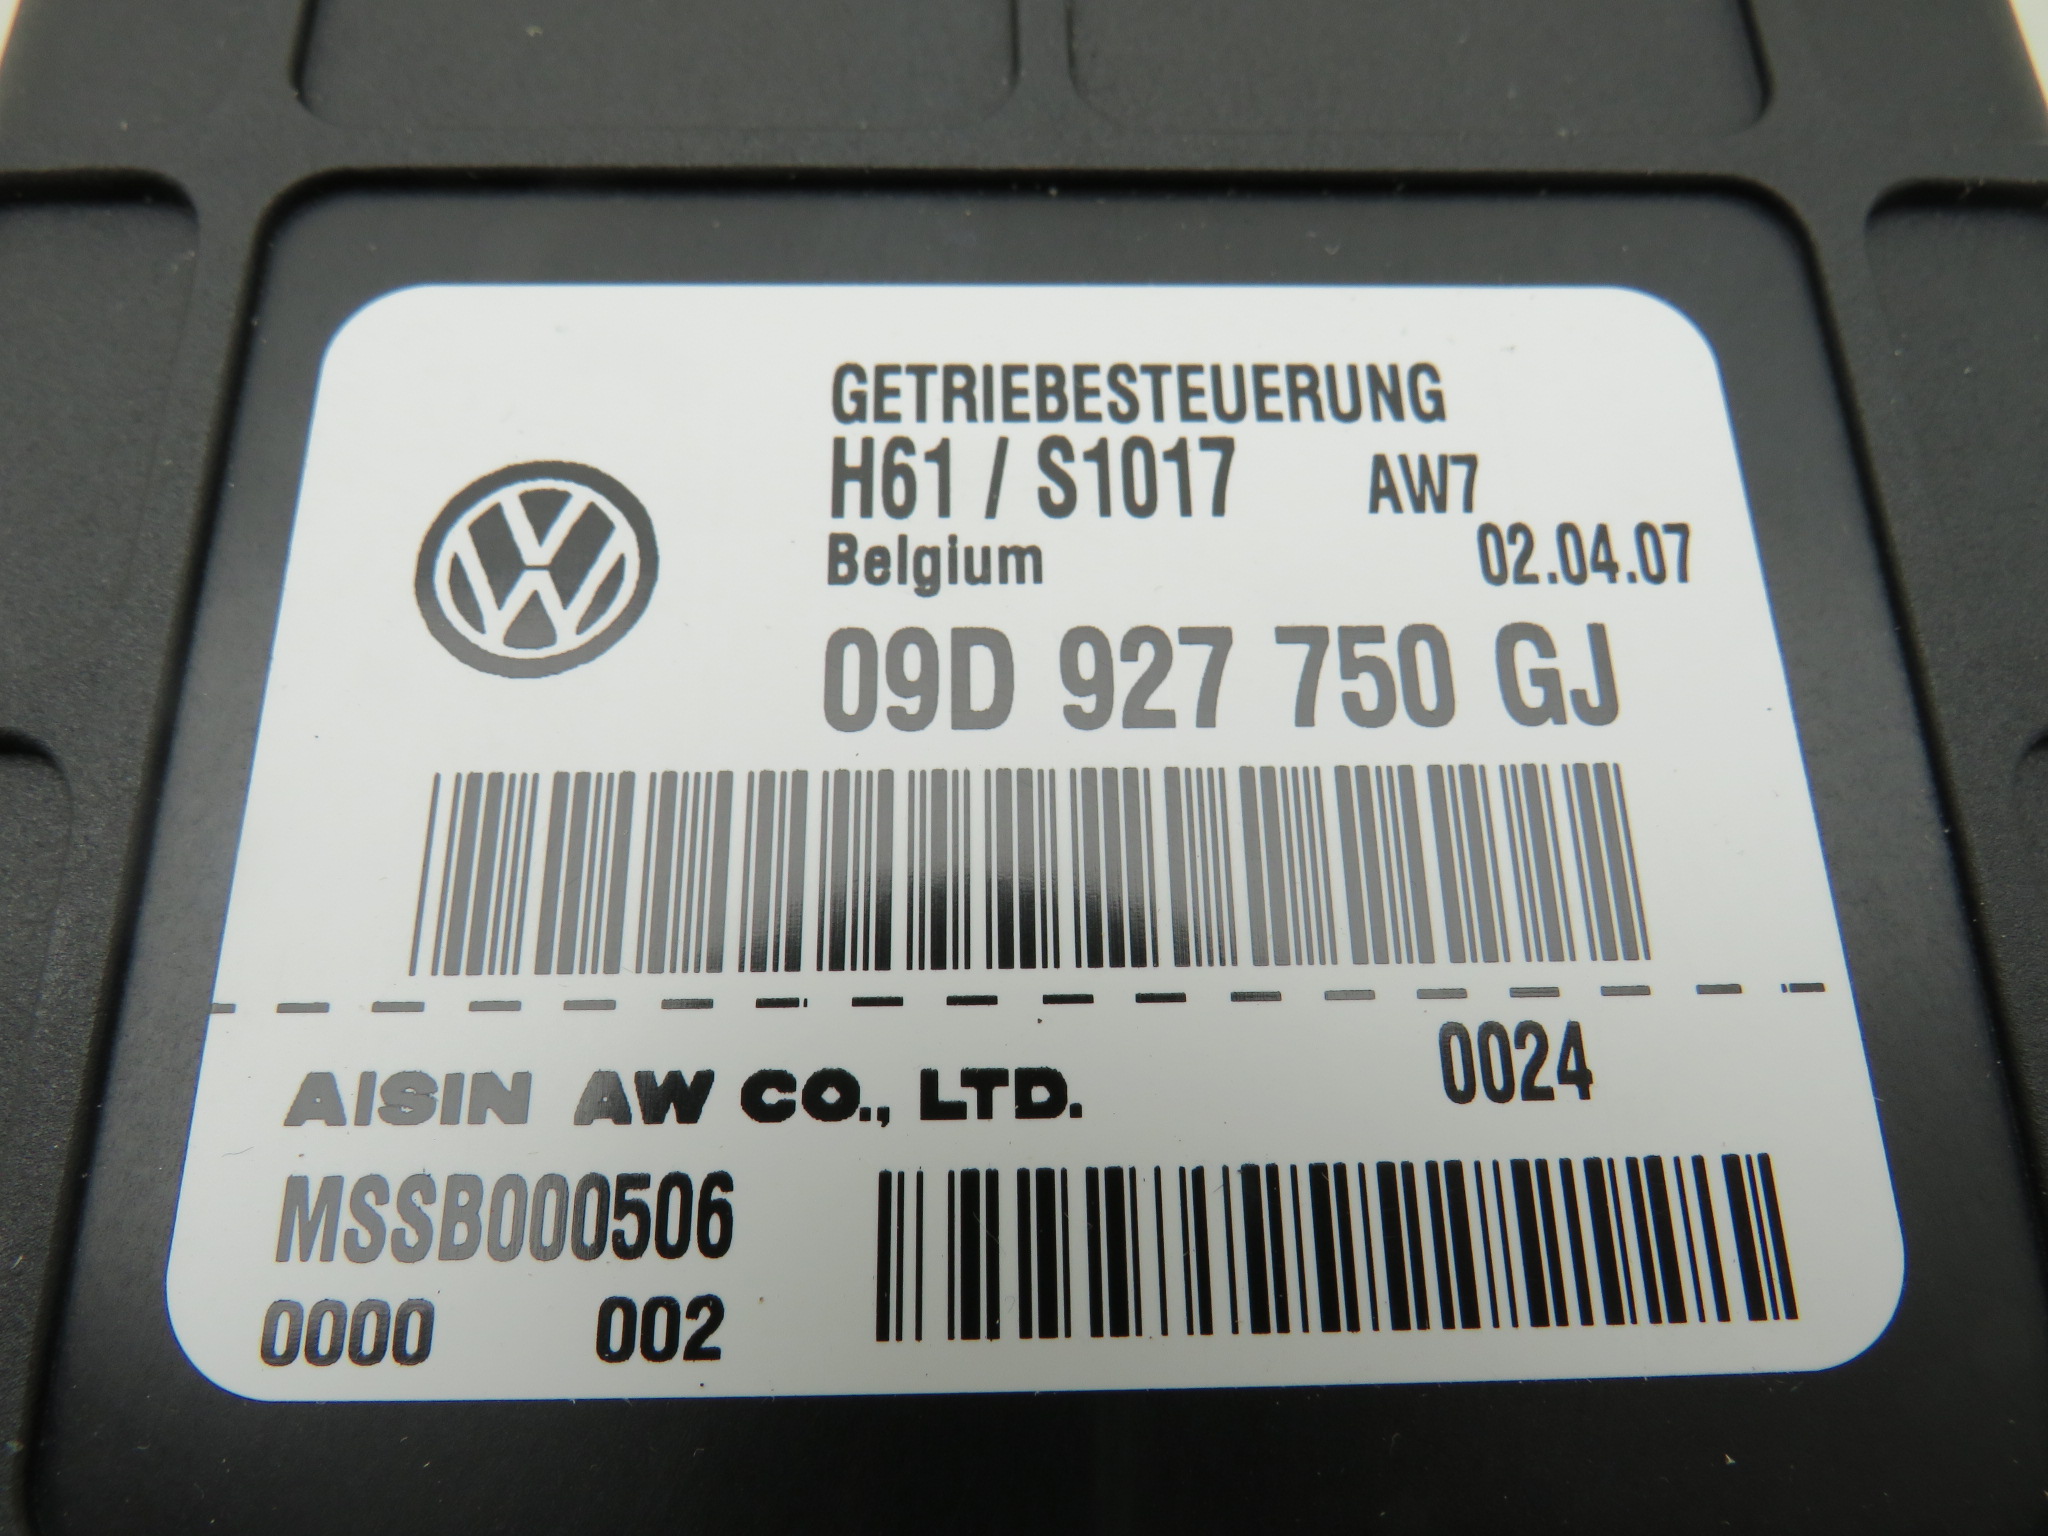 GETRIEBESTEUERUNG
H61 / S1017 AW7
Belgium 02.04.07
09D 927 750 GJ
0024
AISIN AW CO., LTD.
MSSB000506
0000 002